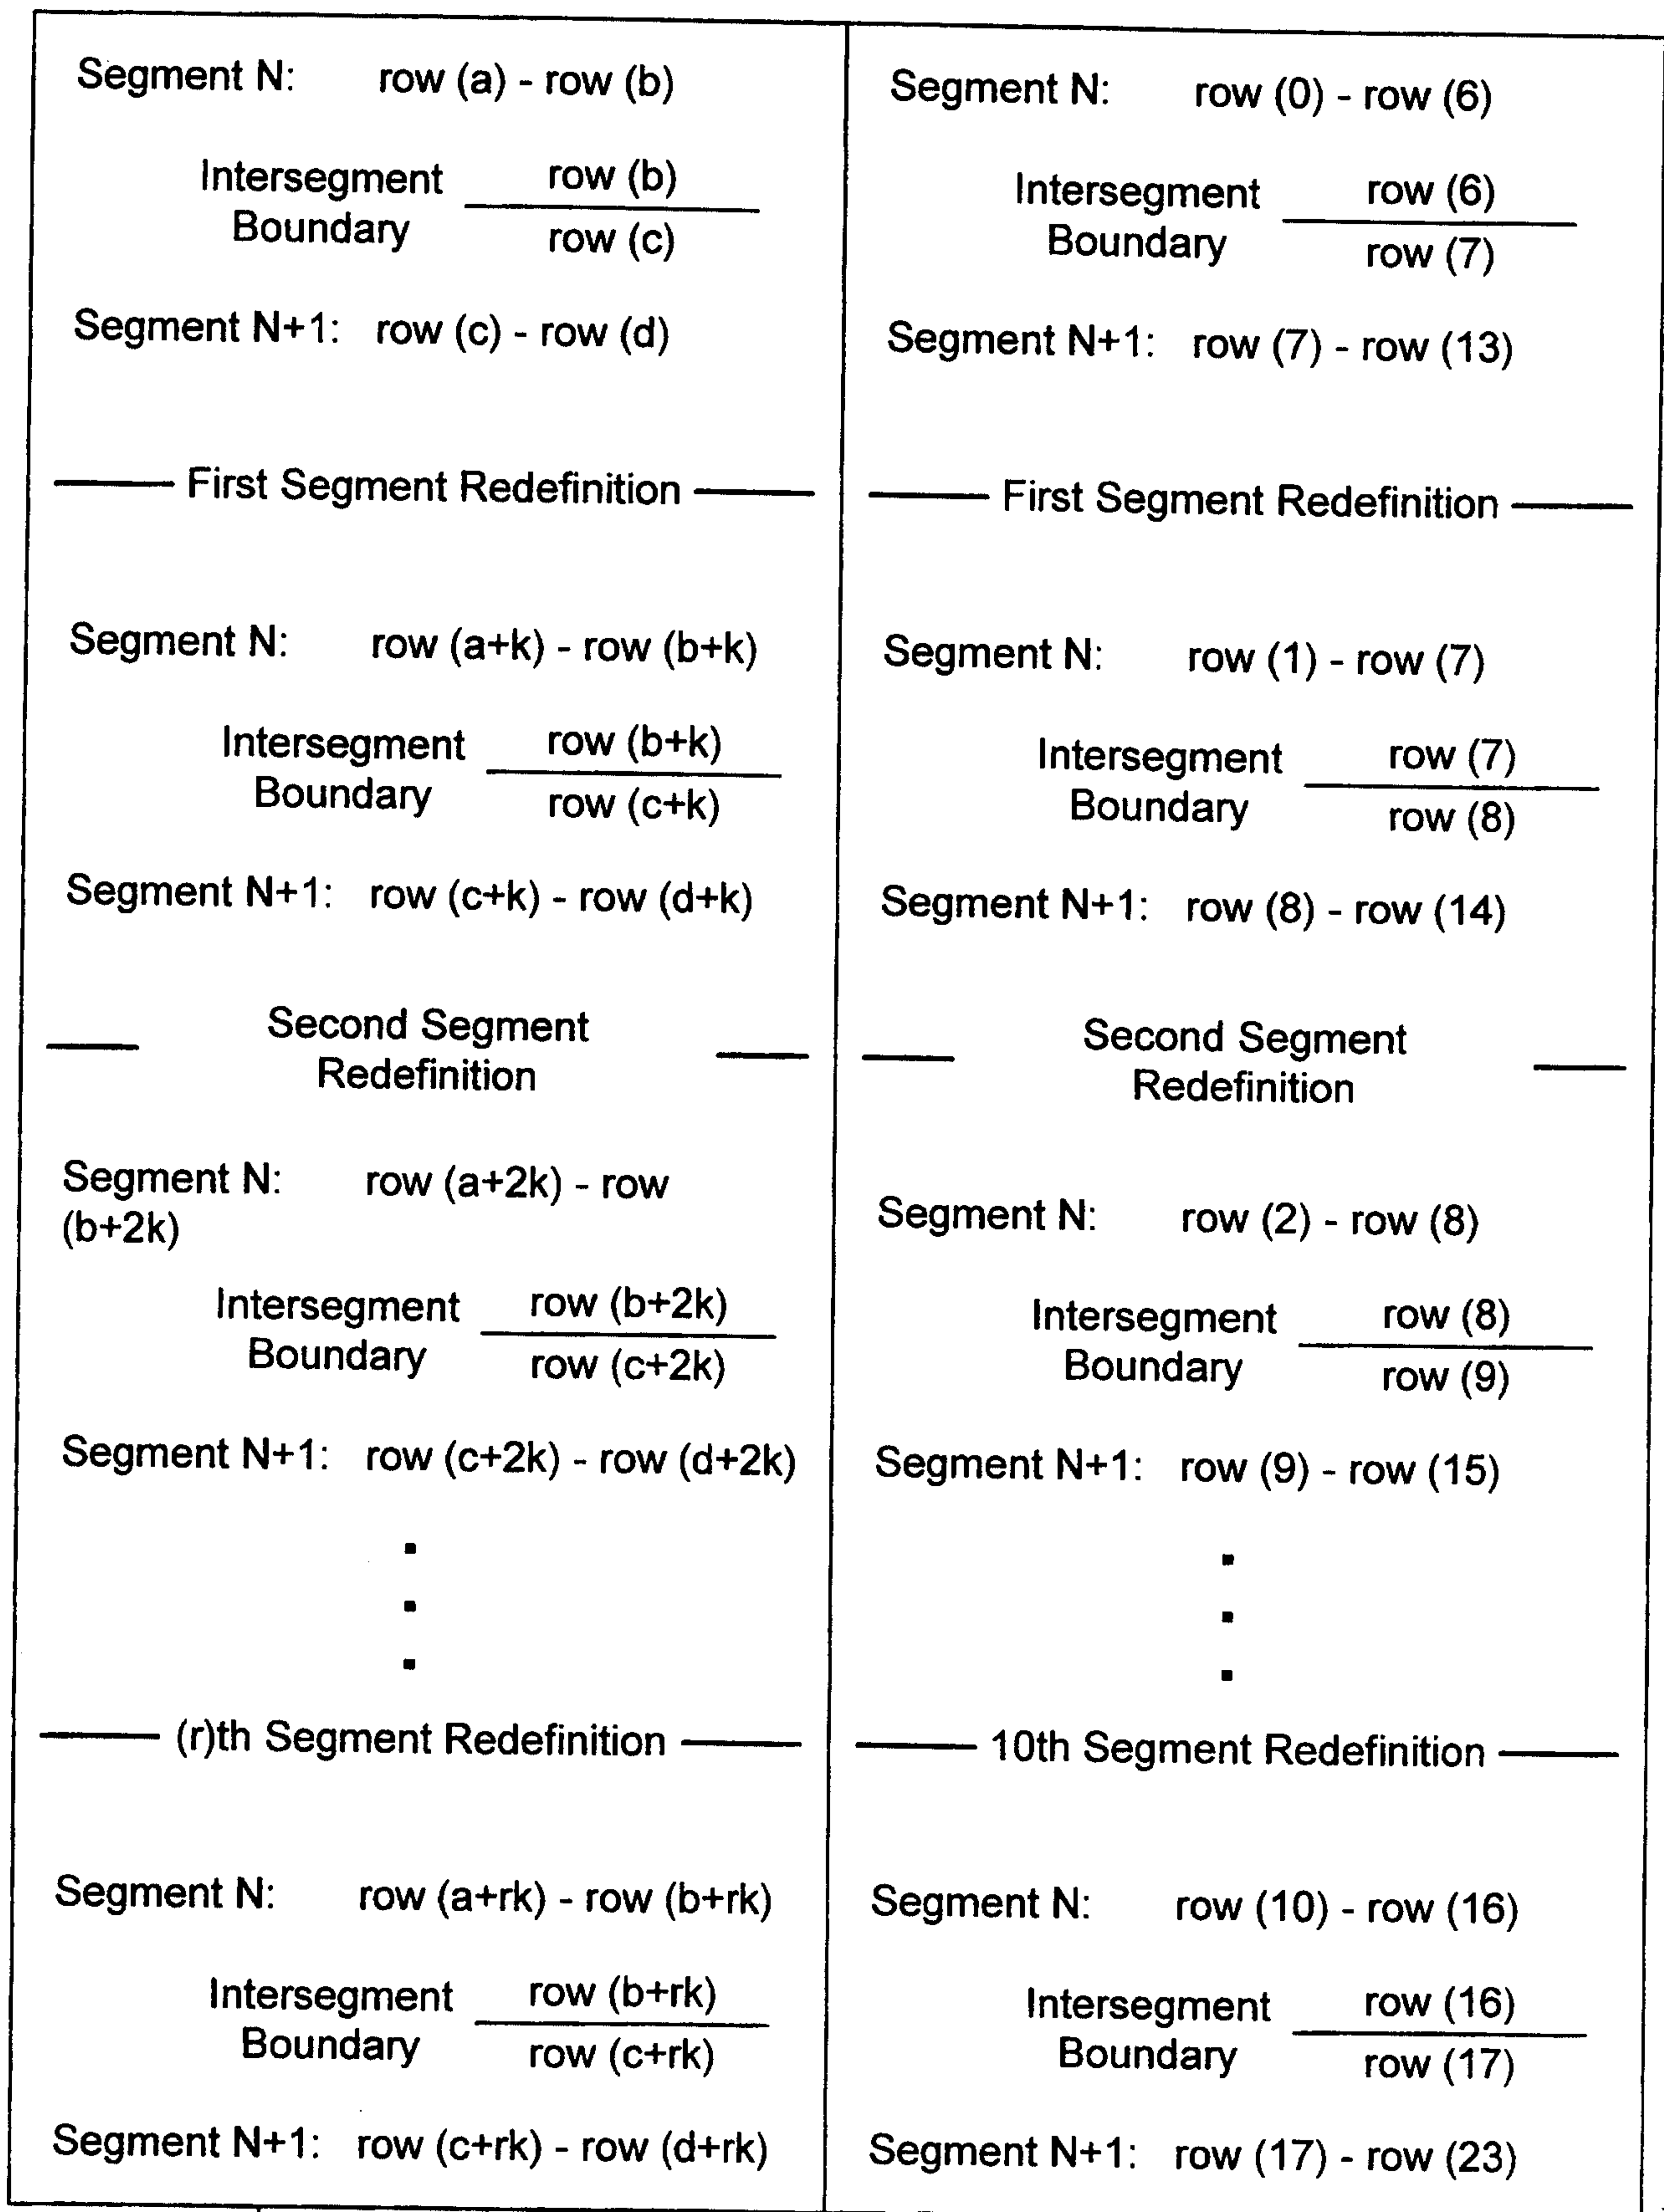 Segment N: row (a) - row (b)
Intersegment Boundary row (b)
row (c)
Segment N+1: row (c) - row (d)
First Segment Redefinition
Segment N: row (a+k) - row (b+k)
Intersegment Boundary row (b+k)
row (c+k)
Segment N+1: row (c+k) - row (d+k)
Second Segment
Redefinition
Segment N: row (a+2k) - row
(b+2k)
Intersegment Boundary row (b+2k)
row (c+2k)
Segment N+1: row (c+2k) - row (d+2k)
(r)th Segment Redefinition
Segment N: row (a+rk) - row (b+rk)
Intersegment Boundary row (b+rk)
row (c+rk)
Segment N+1: row (c+rk) - row (d+rk)
Segment N: row (0) - row (6)
Intersegment Boundary row (6)
row (7)
Segment N+1: row (7) - row (13)
First Segment Redefinition
Segment N: row (1) - row (7)
Intersegment Boundary row (7)
row (8)
Segment N+1: row (8) - row (14)
Second Segment
Redefinition
Segment N: row (2) - row (8)
Intersegment Boundary row (8)
row (9)
Segment N+1: row (9) - row (15)
10th Segment Redefinition
Segment N: row (10) - row (16)
Intersegment Boundary row (16)
row (17)
Segment N+1: row (17) - row (23)